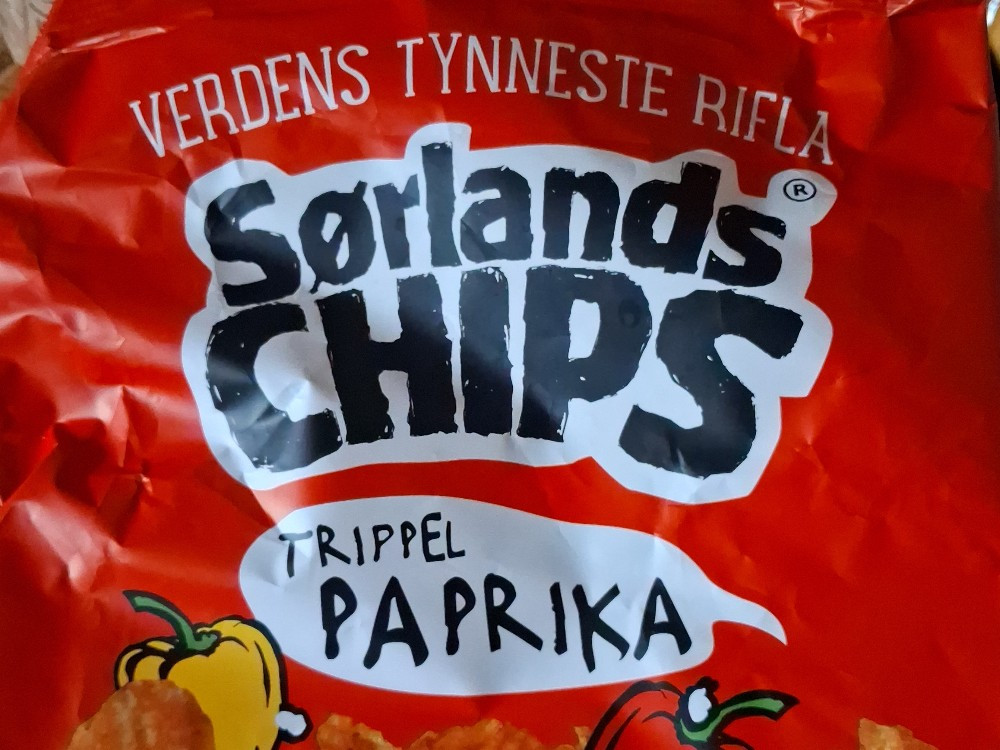 VERDENS TYNNESTE RIFLA
Sørlands®
CHIPS
TRIPPEL
PAPRIKA